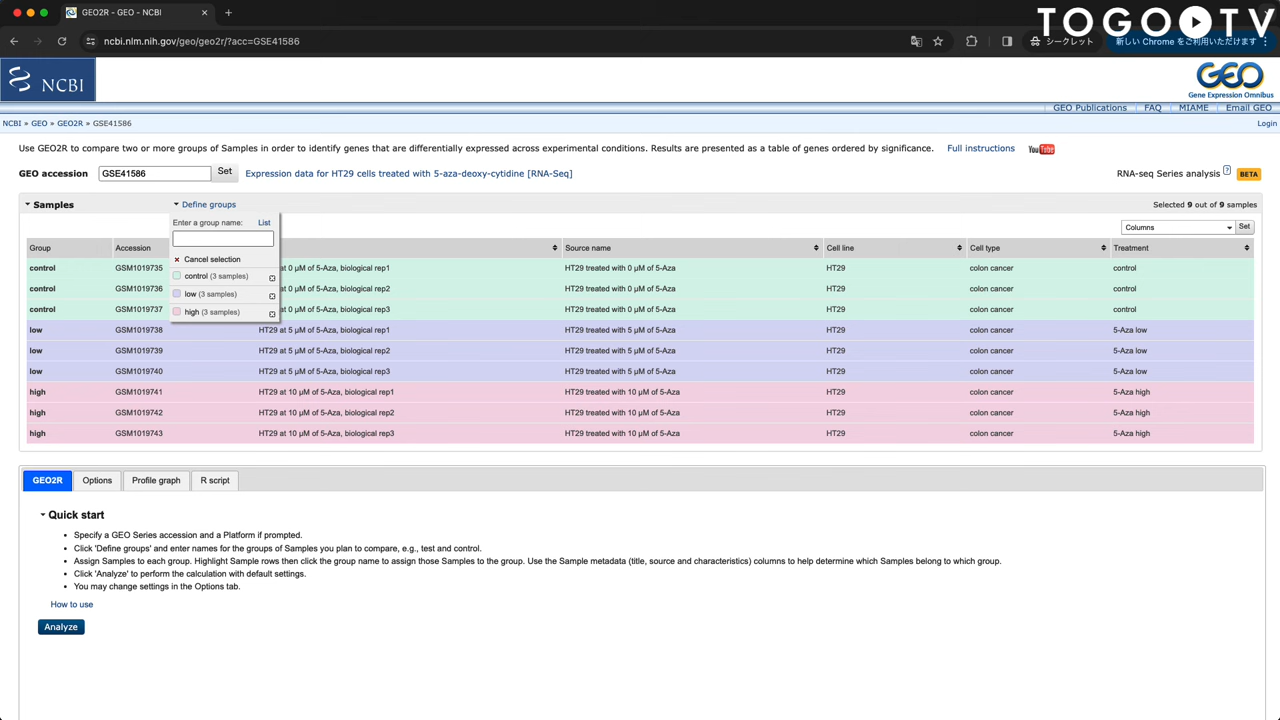 GEO2R - GEO - NCBI
TOGO TV
ncbi.nlm.nih.gov/geo/geo2r/?acc=GSE41586
シークレット
新しい Chrome をご利用いただけます
NCBI
GEO
Gene Expression Omnibus
GEO Publications FAQ MIAME Email GEO
NCBI » GEO » GEO2R » GSE41586
Login
Use GEO2R to compare two or more groups of Samples in order to identify genes that are differentially expressed across experimental conditions. Results are presented as a table of genes ordered by significance. Full instructions YouTube
GEO accession GSE41586 Set Expression data for HT29 cells treated with 5-aza-deoxy-cytidine [RNA-Seq]
RNA-seq Series analysis ? BETA
Samples Define groups Selected 9 out of 9 samples
Enter a group name: List
Columns Set
Cancel selection
control (3 samples)
low (3 samples)
high (3 samples)
Group Accession Source name Cell line Cell type Treatment
control GSM1019735 at 0 µM of 5-Aza, biological rep1 HT29 treated with 0 µM of 5-Aza HT29 colon cancer control
control GSM1019736 at 0 µM of 5-Aza, biological rep2 HT29 treated with 0 µM of 5-Aza HT29 colon cancer control
control GSM1019737 at 0 µM of 5-Aza, biological rep3 HT29 treated with 0 µM of 5-Aza HT29 colon cancer control
low GSM1019738 HT29 at 5 µM of 5-Aza, biological rep1 HT29 treated with 5 µM of 5-Aza HT29 colon cancer 5-Aza low
low GSM1019739 HT29 at 5 µM of 5-Aza, biological rep2 HT29 treated with 5 µM of 5-Aza HT29 colon cancer 5-Aza low
low GSM1019740 HT29 at 5 µM of 5-Aza, biological rep3 HT29 treated with 5 µM of 5-Aza HT29 colon cancer 5-Aza low
high GSM1019741 HT29 at 10 µM of 5-Aza, biological rep1 HT29 treated with 10 µM of 5-Aza HT29 colon cancer 5-Aza high
high GSM1019742 HT29 at 10 µM of 5-Aza, biological rep2 HT29 treated with 10 µM of 5-Aza HT29 colon cancer 5-Aza high
high GSM1019743 HT29 at 10 µM of 5-Aza, biological rep3 HT29 treated with 10 µM of 5-Aza HT29 colon cancer 5-Aza high
GEO2R Options Profile graph R script
Quick start
• Specify a GEO Series accession and a Platform if prompted.
• Click 'Define groups' and enter names for the groups of Samples you plan to compare, e.g., test and control.
• Assign Samples to each group. Highlight Sample rows then click the group name to assign those Samples to the group. Use the Sample metadata (title, source and characteristics) columns to help determine which Samples belong to which group.
• Click 'Analyze' to perform the calculation with default settings.
• You may change settings in the Options tab.
How to use
Analyze